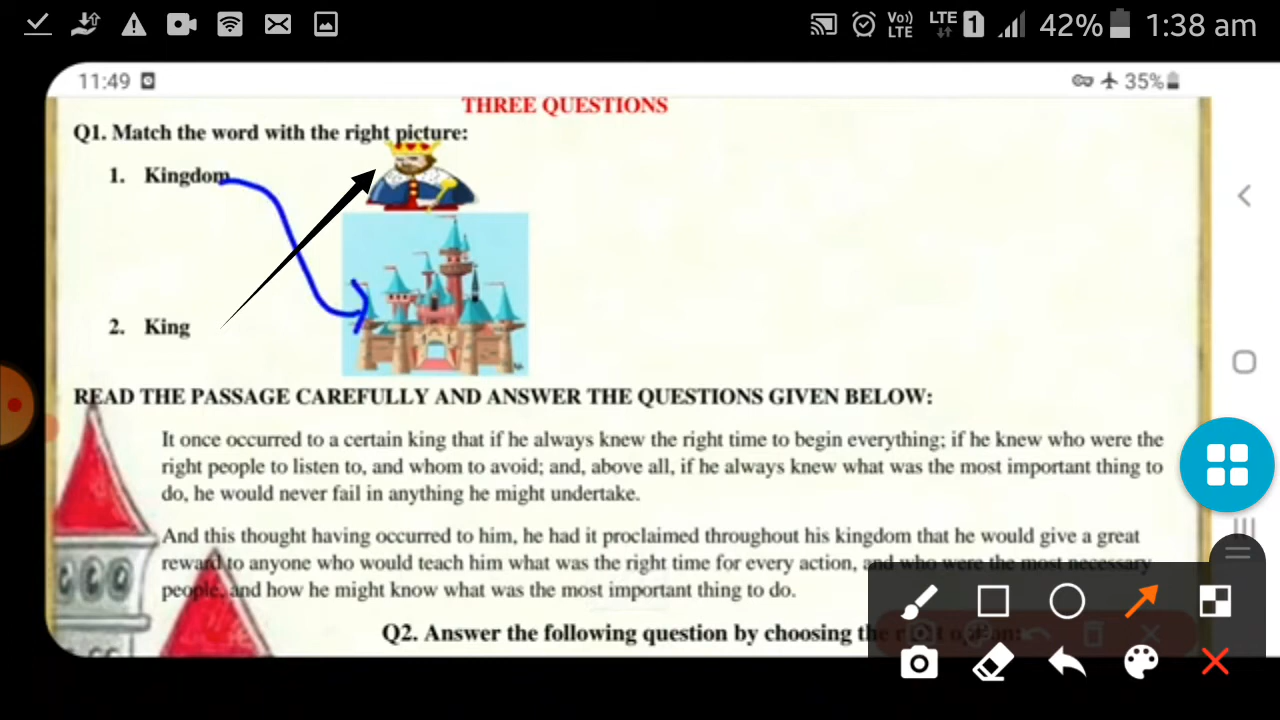 Vo)) LTE LTE 1 42% 1:38 am
11:49 35%
THREE QUESTIONS
Q1. Match the word with the right picture:
1. Kingdom
2. King
READ THE PASSAGE CAREFULLY AND ANSWER THE QUESTIONS GIVEN BELOW:
It once occurred to a certain king that if he always knew the right time to begin everything; if he knew who were the
right people to listen to, and whom to avoid; and, above all, if he always knew what was the most important thing to
do, he would never fail in anything he might undertake.
And this thought having occurred to him, he had it proclaimed throughout his kingdom that he would give a great
reward to anyone who would teach him what was the right time for every action, and who were the most necessary
people, and how he might know what was the most important thing to do.
Q2. Answer the following question by choosing the right option: